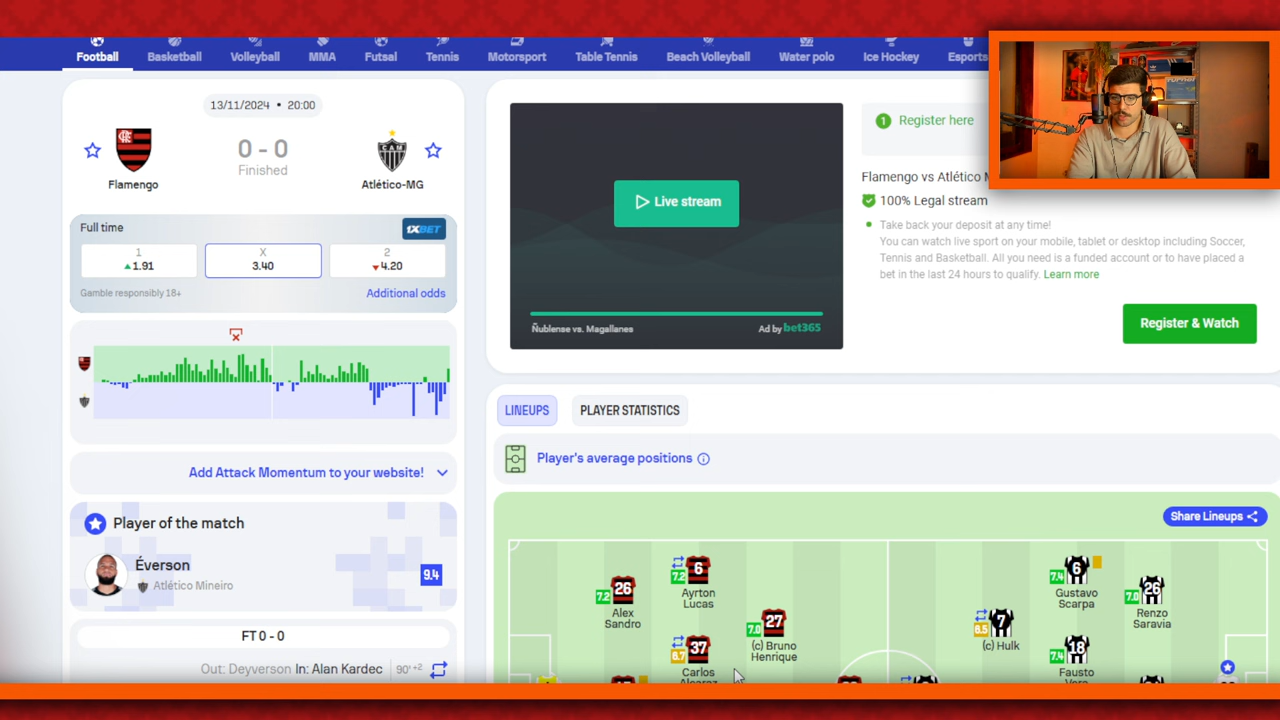 Football Basketball Volleyball MMA Futsal Tennis Motorsport Table Tennis Beach Volleyball Water polo Ice Hockey Esports
13/11/2024 • 20:00
0 - 0
Finished
Flamengo
Atlético-MG
Full time
1XBET
1
1.91
X
3.40
2
4.20
Gamble responsibly 18+
Additional odds
Add Attack Momentum to your website!
Player of the match
Éverson
Atlético Mineiro
9.4
FT 0 - 0
Out: Deyverson In: Alan Kardec 90' +2
Live stream
Ñublense vs. Magallanes
Ad by bet365
1 Register here
Flamengo vs Atlético
100% Legal stream
Take back your deposit at any time!
You can watch live sport on your mobile, tablet or desktop including Soccer,
Tennis and Basketball. All you need is a funded account or to have placed a
bet in the last 24 hours to qualify. Learn more
Register & Watch
LINEUPS
PLAYER STATISTICS
Player's average positions
Share Lineups
26
7.2
Alex
Sandro
6
7.2
Ayrton
Lucas
37
6.7
Carlos
Alcaraz
27
7.0
(c) Bruno
Henrique
7
6.5
(c) Hulk
6
7.4
Gustavo
Scarpa
18
7.4
Fausto
Vera
26
7.0
Renzo
Saravia